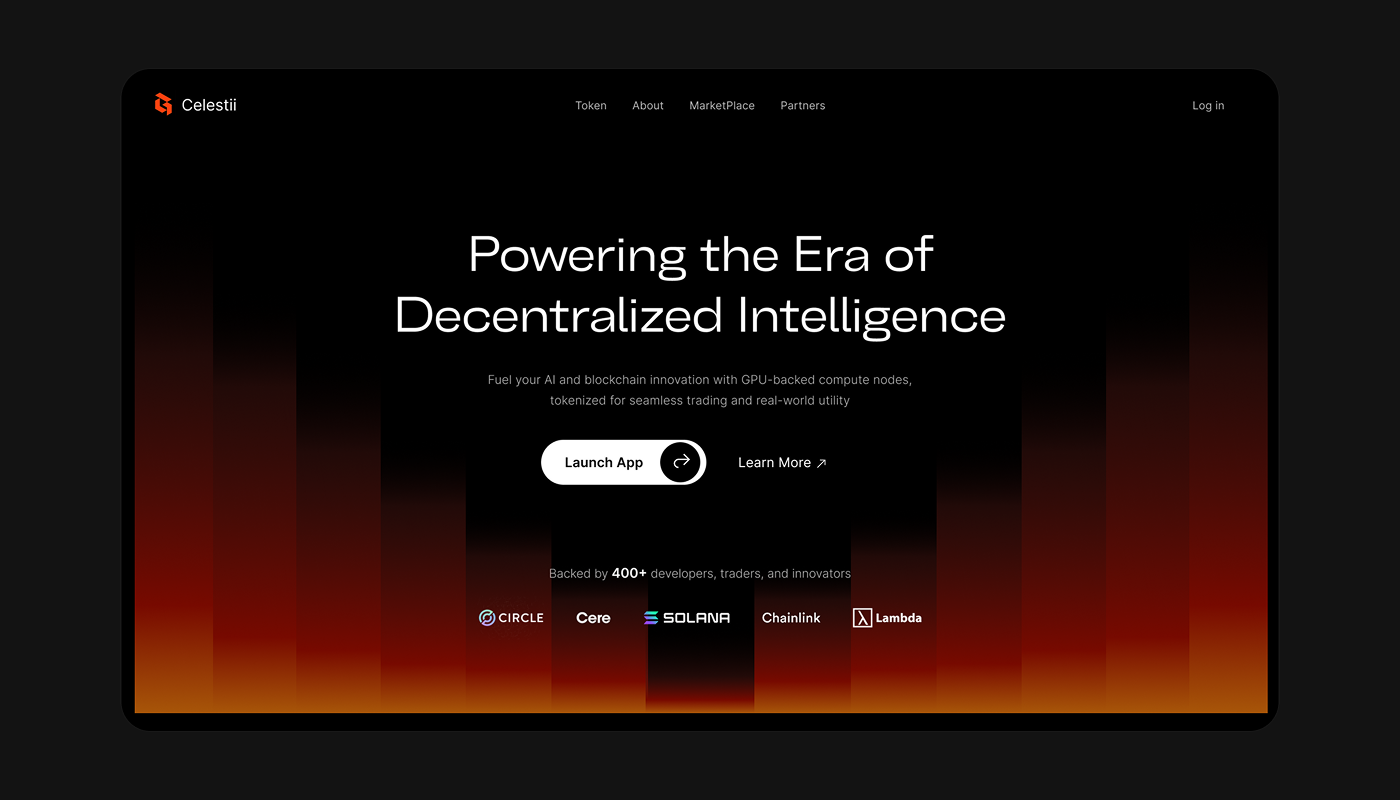 Celestii
Token About MarketPlace Partners
Log in
Powering the Era of
Decentralized Intelligence
Fuel your AI and blockchain innovation with GPU-backed compute nodes,
tokenized for seamless trading and real-world utility
Launch App
Learn More
Backed by 400+ developers, traders, and innovators
CIRCLE Cere SOLANA Chainlink Lambda